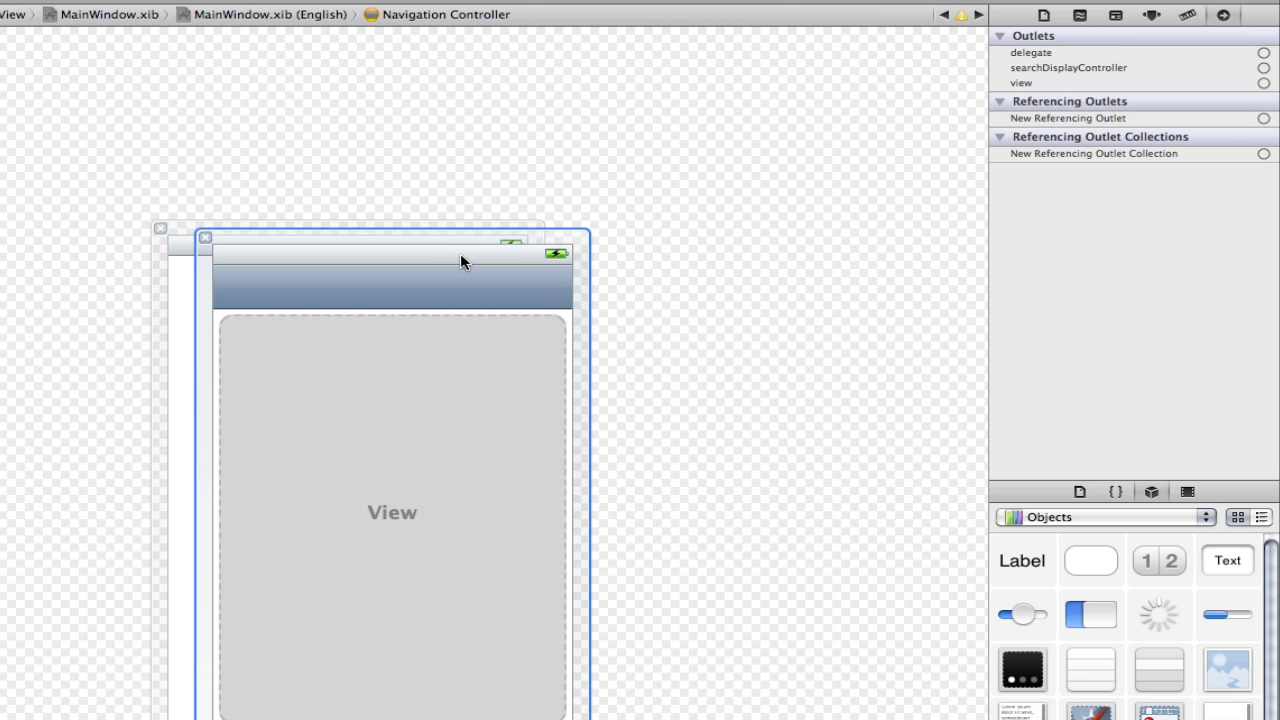 View
MainWindow.xib
MainWindow.xib (English)
Navigation Controller
Outlets
delegate
searchDisplayController
view
Referencing Outlets
New Referencing Outlet
Referencing Outlet Collections
New Referencing Outlet Collection
View
{ }
Objects
Label
1 2
Text